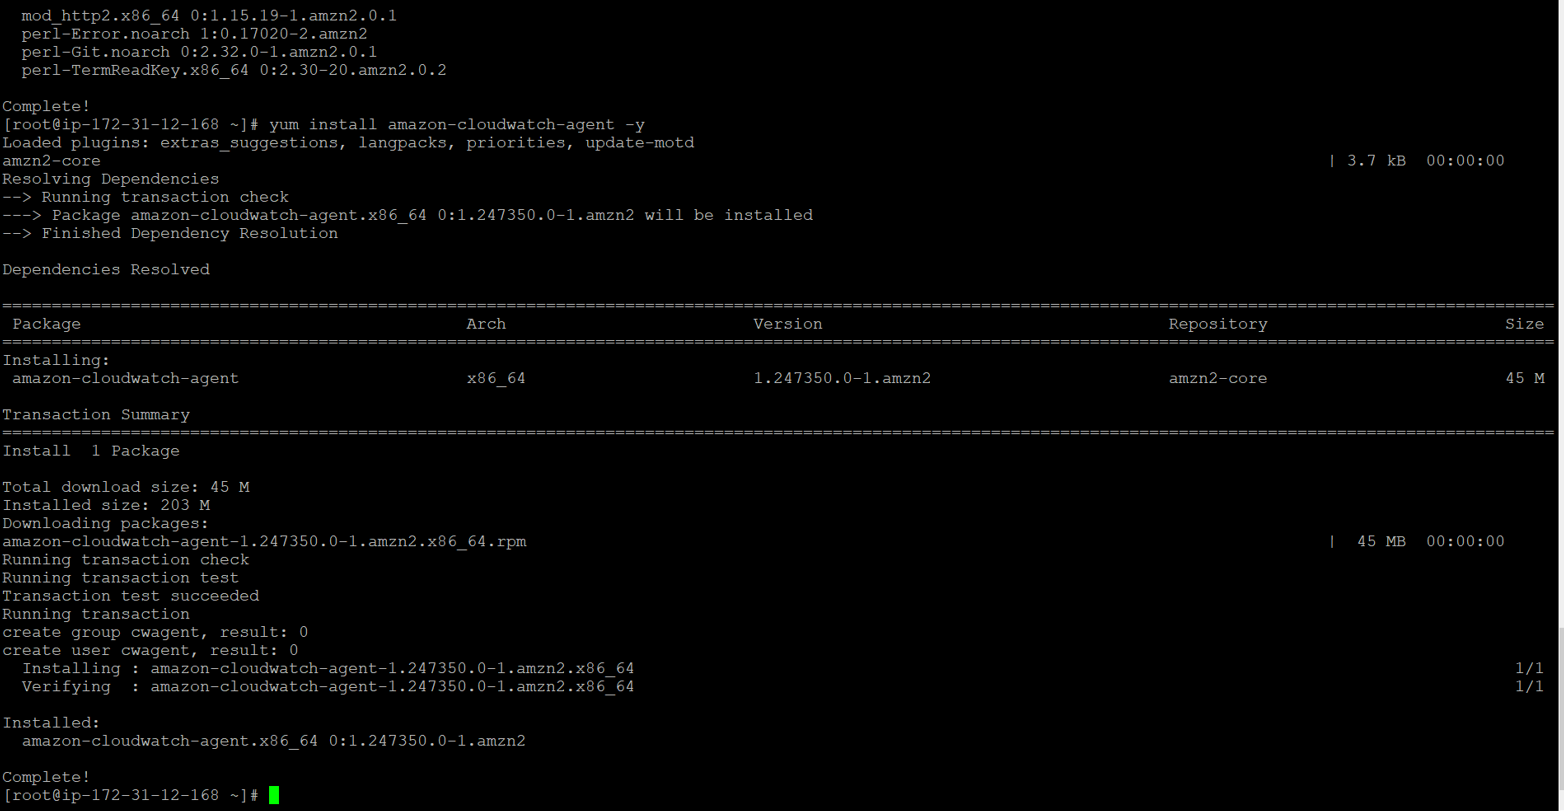 mod_http2.x86_64 0:1.15.19-1.amzn2.0.1
perl-Error.noarch 1:0.17020-2.amzn2
perl-Git.noarch 0:2.32.0-1.amzn2.0.1
perl-TermReadKey.x86_64 0:2.30-20.amzn2.0.2
Complete!
[root@ip-172-31-12-168 ~]# yum install amazon-cloudwatch-agent -y
Loaded plugins: extras_suggestions, langpacks, priorities, update-motd
amzn2-core | 3.7 kB 00:00:00
Resolving Dependencies
--> Running transaction check
---> Package amazon-cloudwatch-agent.x86_64 0:1.247350.0-1.amzn2 will be installed
--> Finished Dependency Resolution
Dependencies Resolved
Package Arch Version Repository Size
Installing:
amazon-cloudwatch-agent x86_64 1.247350.0-1.amzn2 amzn2-core 45 M
Transaction Summary
Install 1 Package
Total download size: 45 M
Installed size: 203 M
Downloading packages:
amazon-cloudwatch-agent-1.247350.0-1.amzn2.x86_64.rpm | 45 MB 00:00:00
Running transaction check
Running transaction test
Transaction test succeeded
Running transaction
create group cwagent, result: 0
create user cwagent, result: 0
Installing : amazon-cloudwatch-agent-1.247350.0-1.amzn2.x86_64 1/1
Verifying : amazon-cloudwatch-agent-1.247350.0-1.amzn2.x86_64 1/1
Installed:
amazon-cloudwatch-agent.x86_64 0:1.247350.0-1.amzn2
Complete!
[root@ip-172-31-12-168 ~]#